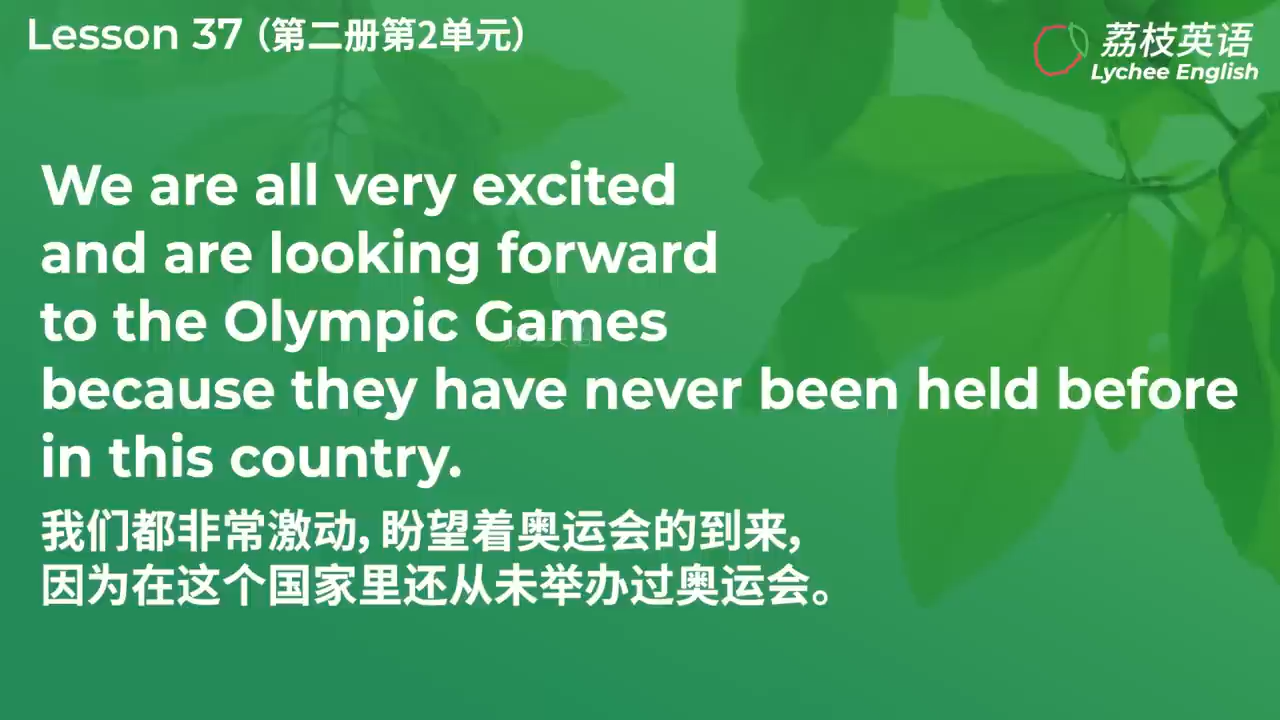 Lesson 37（第二册第2单元）
荔枝英语
Lychee English
We are all very excited
and are looking forward
to the Olympic Games
because they have never been held before
in this country.
我们都非常激动，盼望着奥运会的到来，
因为在这个国家里还从未举办过奥运会。